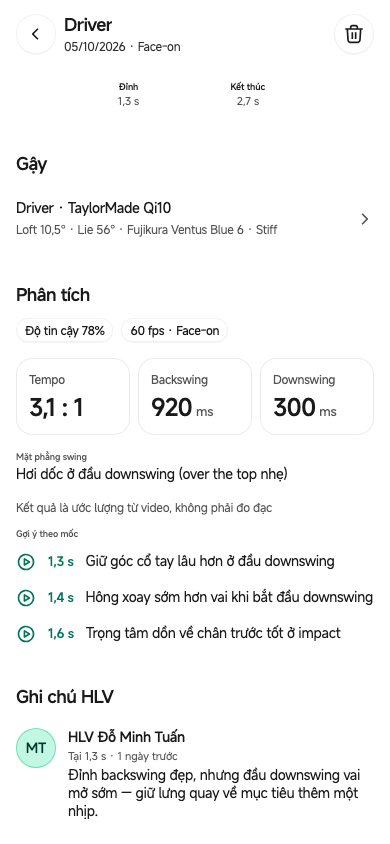 Driver
05/10/2026 · Face-on
Đỉnh
Kết thúc
1,3 s
2,7 s
Gậy
Driver · TaylorMade Qi10
Loft 10,5° · Lie 56° · Fujikura Ventus Blue 6 · Stiff
Phân tích
Độ tin cậy 78%
60 fps · Face-on
Tempo
Backswing
Downswing
3,1 : 1
920 ms
300 ms
Mặt phẳng swing
Hơi dốc ở đầu downswing (over the top nhẹ)
Kết quả là ước lượng từ video, không phải đo đạc
Gợi ý theo mốc
1,3 s Giữ góc cổ tay lâu hơn ở đầu downswing
1,4 s Hông xoay sớm hơn vai khi bắt đầu downswing
1,6 s Trọng tâm dồn về chân trước tốt ở impact
Ghi chú HLV
MT
HLV Đỗ Minh Tuấn
Tại 1,3 s · 1 ngày trước
Đỉnh backswing đẹp, nhưng đầu downswing vai
mở sớm — giữ lưng quay về mục tiêu thêm một
nhịp.